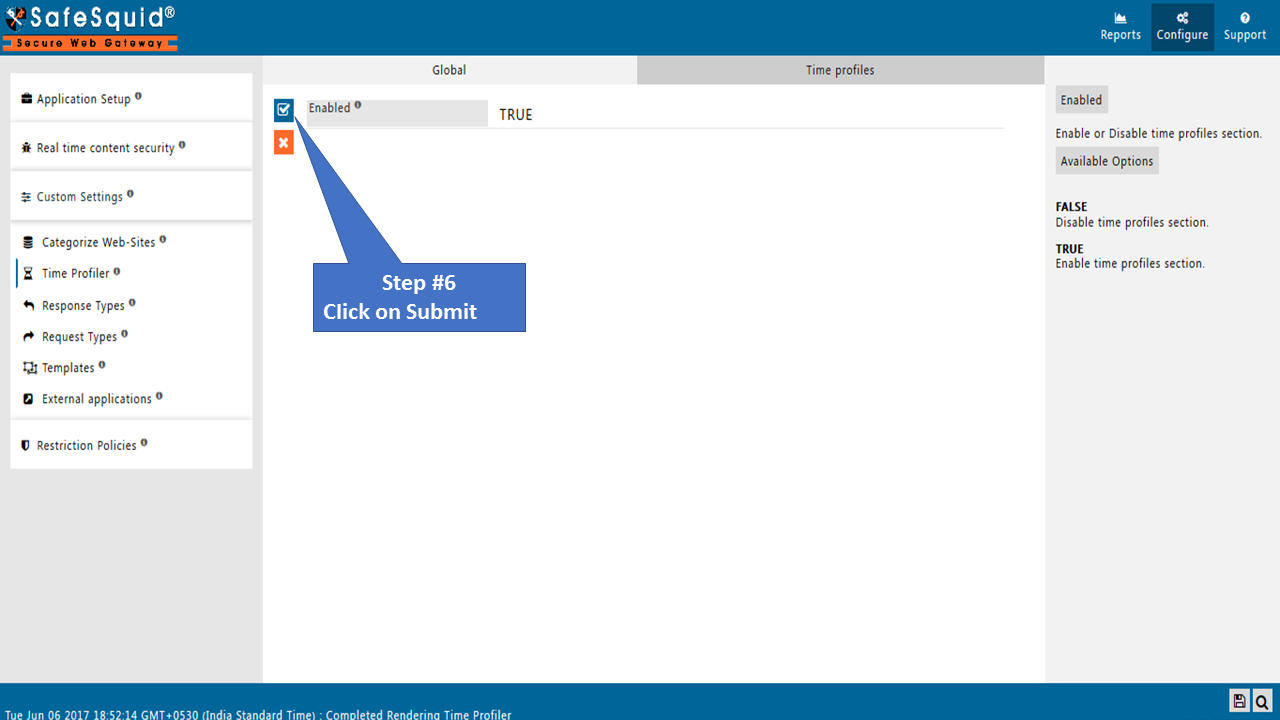 SafeSquid®
Secure Web Gateway
Reports
Configure
Support
Application Setup
Real time content security
Custom Settings
Categorize Web-Sites
Time Profiler
Response Types
Request Types
Templates
External applications
Restriction Policies
Global
Time profiles
Enabled
TRUE
Step #6
Click on Submit
Enabled
Enable or Disable time profiles section.
Available Options
FALSE
Disable time profiles section.
TRUE
Enable time profiles section.
Tue Jun 06 2017 18:52:14 GMT+0530 (India Standard Time) : Completed Rendering Time Profiler